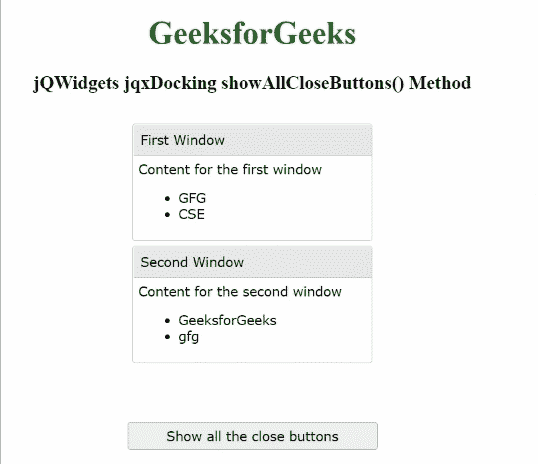 GeeksforGeeks
jQWidgets jqxDocking showAllCloseButtons() Method
First Window
Content for the first window
GFG
CSE
Second Window
Content for the second window
GeeksforGeeks
gfg
Show all the close buttons